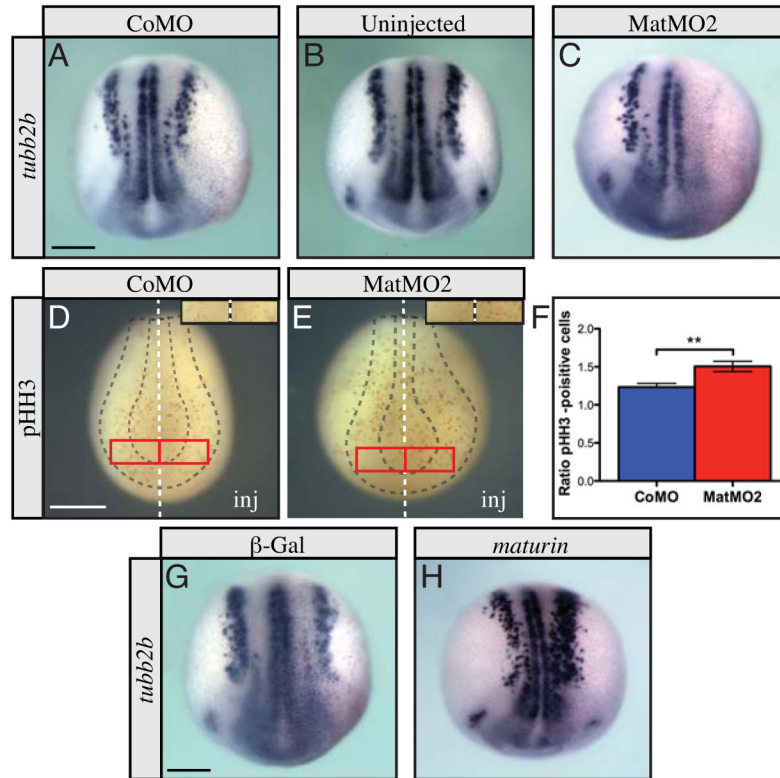 CoMO
Uninjected
MatMO2
tubb2b
A
B
C
CoMO
MatMO2
pHH3
D
inj
E
inj
F
Ratio pHH3 -poisitive cells
2.0
1.5
1.0
0.5
0.0
**
CoMO
MatMO2
β-Gal
maturin
tubb2b
G
H